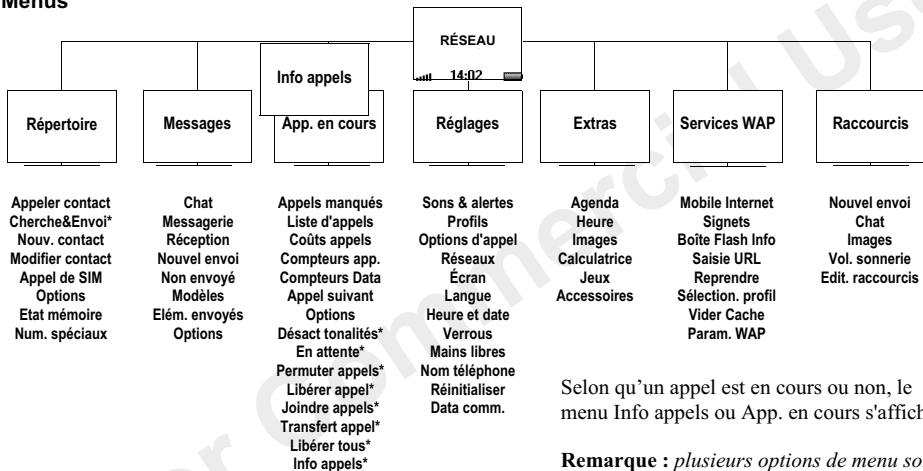 Menus
RÉSEAU
14:02
Info appels
Répertoire
Messages
App. en cours
Réglages
Extras
Services WAP
Raccourcis
Appeler contact
Cherche&Envoi*
Nouv. contact
Modifier contact
Appel de SIM
Options
Etat mémoire
Num. spéciaux
Chat
Messagerie
Réception
Nouvel envoi
Non envoyé
Modèles
Elém. envoyés
Options
Appels manqués
Liste d'appels
Coûts appels
Compteurs app.
Compteurs Data
Appel suivant
Options
Désact tonalités*
En attente*
Permuter appels*
Libérer appel*
Joindre appels*
Transfert appel*
Libérer tous*
Info appels*
Sons & alertes
Profils
Options d'appel
Réseaux
Écran
Langue
Heure et date
Verrous
Mains libres
Nom téléphone
Réinitialiser
Data comm.
Agenda
Heure
Images
Calculatrice
Jeux
Accessoires
Mobile Internet
Signets
Boîte Flash Info
Saisie URL
Reprendre
Sélection. profil
Vider Cache
Param. WAP
Nouvel envoi
Chat
Images
Vol. sonnerie
Edit. raccourcis
Selon qu’un appel est en cours ou non, le
menu Info appels ou App. en cours s'affich
Remarque : plusieurs options de menu so
er Commercial Use